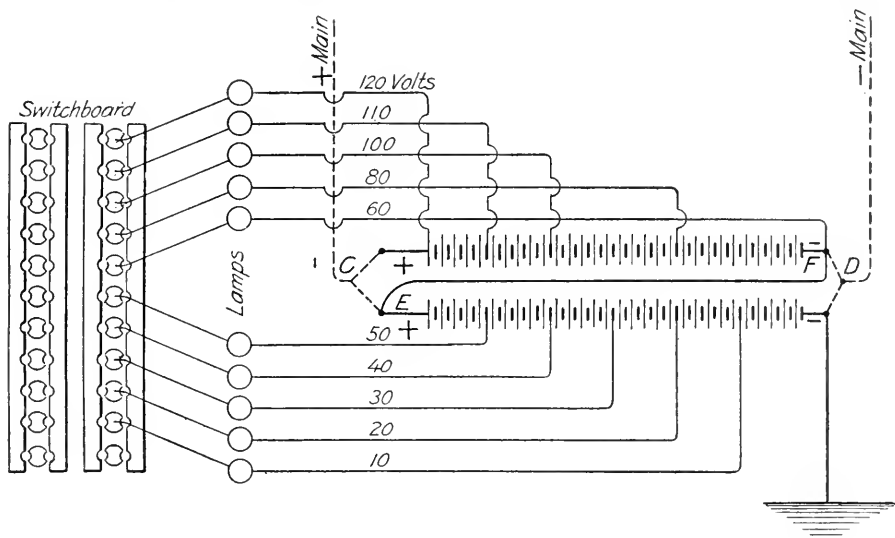 + Main
− Main
Switchboard
120 Volts
110
100
80
60
Lamps
C
+
−
F
D
E
+
−
50
40
30
20
10